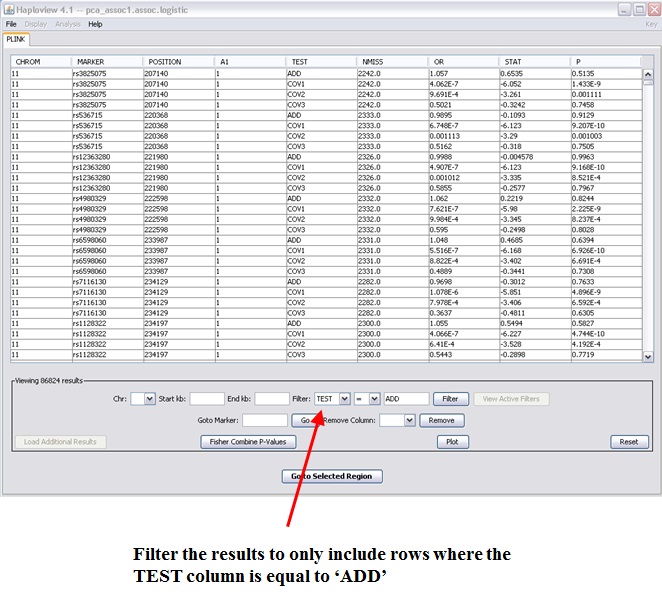 Haploview 4.1 -- pca_assoc1.assoc.logistic
File Display Analysis Help Key
PLINK
CHROM MARKER POSITION A1 TEST NMISS OR STAT P
11 rs3825075 207140 1 ADD 2242.0 1.057 0.6535 0.5135
11 rs3825075 207140 1 COV1 2242.0 4.062E-7 -6.052 1.433E-9
11 rs3825075 207140 1 COV2 2242.0 9.691E-4 -3.261 0.001111
11 rs3825075 207140 1 COV3 2242.0 0.5021 -0.3242 0.7458
11 rs536715 220368 1 ADD 2333.0 0.9895 -0.1093 0.9129
11 rs536715 220368 1 COV1 2333.0 6.748E-7 -6.123 9.207E-10
11 rs536715 220368 1 COV2 2333.0 0.001113 -3.29 0.001003
11 rs536715 220368 1 COV3 2333.0 0.5162 -0.318 0.7505
11 rs12363280 221980 1 ADD 2326.0 0.9988 -0.004578 0.9963
11 rs12363280 221980 1 COV1 2326.0 4.907E-7 -6.123 9.168E-10
11 rs12363280 221980 1 COV2 2326.0 0.001012 -3.335 8.521E-4
11 rs12363280 221980 1 COV3 2326.0 0.5855 -0.2577 0.7967
11 rs4980329 222598 1 ADD 2332.0 1.062 0.2219 0.8244
11 rs4980329 222598 1 COV1 2332.0 7.621E-7 -5.98 2.225E-9
11 rs4980329 222598 1 COV2 2332.0 9.984E-4 -3.345 8.237E-4
11 rs4980329 222598 1 COV3 2332.0 0.595 -0.2498 0.8028
11 rs6598060 233987 1 ADD 2331.0 1.048 0.4685 0.6394
11 rs6598060 233987 1 COV1 2331.0 5.516E-7 -6.168 6.926E-10
11 rs6598060 233987 1 COV2 2331.0 8.822E-4 -3.402 6.691E-4
11 rs6598060 233987 1 COV3 2331.0 0.4889 -0.3441 0.7308
11 rs7116130 234129 1 ADD 2282.0 0.9698 -0.3012 0.7633
11 rs7116130 234129 1 COV1 2282.0 1.078E-6 -5.851 4.896E-9
11 rs7116130 234129 1 COV2 2282.0 7.978E-4 -3.406 6.592E-4
11 rs7116130 234129 1 COV3 2282.0 0.3637 -0.4811 0.6305
11 rs1128322 234197 1 ADD 2300.0 1.055 0.5494 0.5827
11 rs1128322 234197 1 COV1 2300.0 4.066E-7 -6.227 4.744E-10
11 rs1128322 234197 1 COV2 2300.0 6.41E-4 -3.528 4.192E-4
11 rs1128322 234197 1 COV3 2300.0 0.5443 -0.2898 0.7719
Viewing 86824 results
Chr: Start kb: End kb: Filter: TEST = ADD Filter View Active Filters
Goto Marker: Go Remove Column: Remove
Load Additional Results Fisher Combine P-Values Plot Reset
Go to Selected Region
Filter the results to only include rows where the
TEST column is equal to ‘ADD’